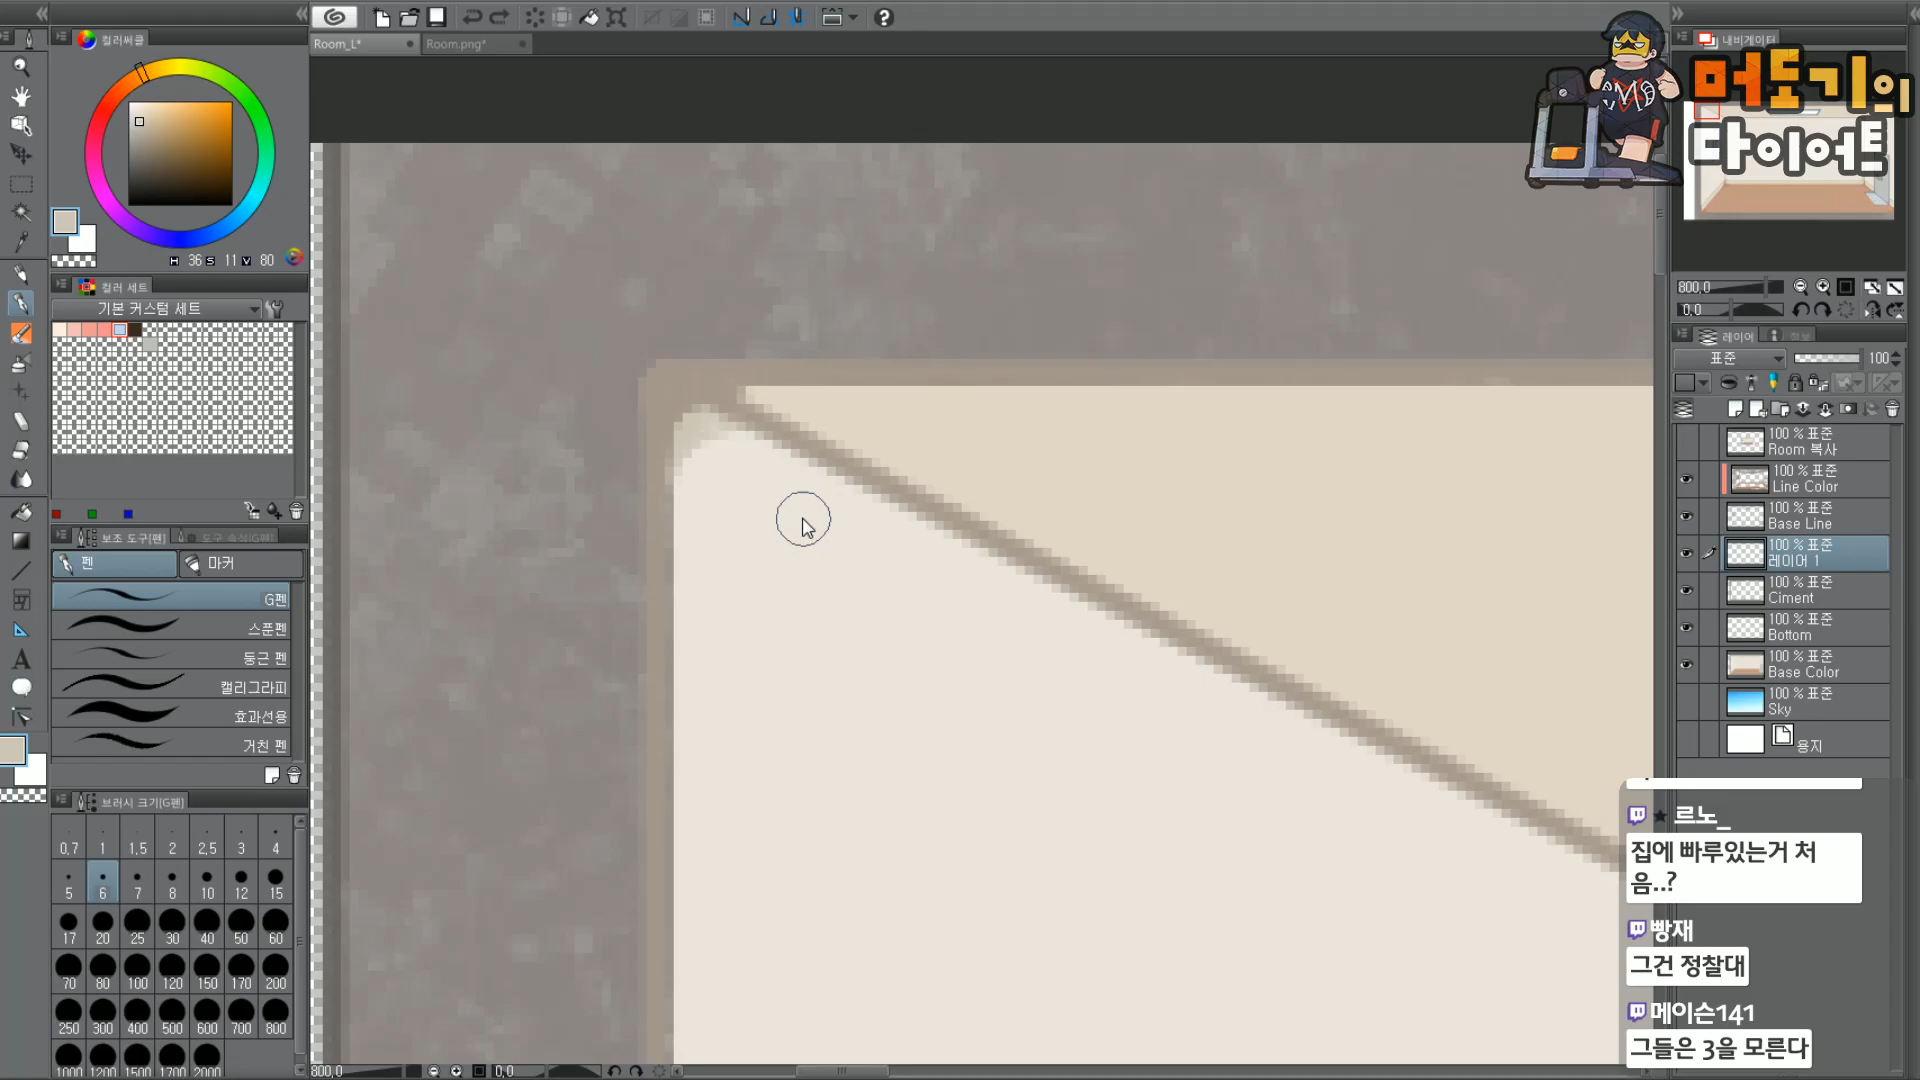 컬러써클
Room_L*
Room.png*
내비게이터
머도기의
다이어트
H 36 S 11 V 80
컬러 세트
기본 커스텀 세트
800,0
0,0
레이어
정보
표준
100
100 % 표준
Room 복사
100 % 표준
Line Color
100 % 표준
Base Line
100 % 표준
레이어 1
100 % 표준
Ciment
100 % 표준
Bottom
100 % 표준
Base Color
100 % 표준
Sky
용지
보조 도구[펜]
도구 속성[G펜]
펜
마커
G펜
스푼펜
둥근 펜
캘리그라피
효과선용
거친 펜
브러시 크기[G펜]
0.7 1 1.5 2 2.5 3 4
5 6 7 8 10 12 15
17 20 25 30 40 50 60
70 80 100 120 150 170 200
250 300 400 500 600 700 800
1000 1200 1500 1700 2000
800,0
0,0
르노_
집에 빠루있는거 처
음..?
빵재
그건 정찰대
메이슨141
그들은 3을 모른다